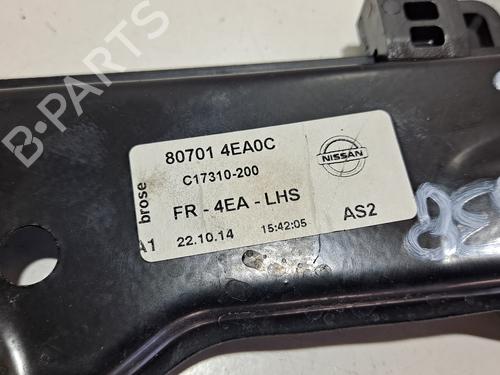 B-PARTS
80701 4EA0C
C17310-200
NISSAN
brose
FR - 4EA - LHS
A1
22.10.14
15:42:05
AS2